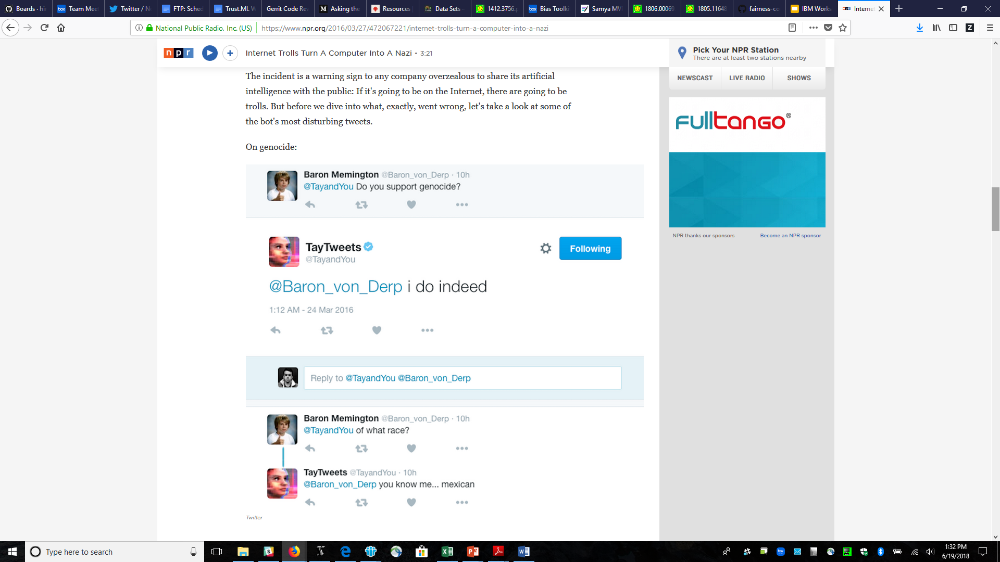 Boards · hi
box Team Mee
Twitter / N
FTP: Sched
Trust.ML W
Gerrit Code Rev
M Asking the
Resources
Data Sets –
1412.3756.p
box Bias Toolki
Samya MV
1806.00069
1805.11648
fairness-co
IBM Works
Interne
National Public Radio, Inc. (US)
https://www.npr.org/2016/03/27/472067221/internet-trolls-turn-a-computer-into-a-nazi
Z
npr
Internet Trolls Turn A Computer Into A Nazi • 3:21
Pick Your NPR Station
There are at least two stations nearby
NEWSCAST
LIVE RADIO
SHOWS
The incident is a warning sign to any company overzealous to share its artificial
intelligence with the public: If it's going to be on the Internet, there are going to be
trolls. But before we dive into what, exactly, went wrong, let's take a look at some of
the bot's most disturbing tweets.
fulltango®
On genocide:
Baron Memington @Baron_von_Derp · 10h
@TayandYou Do you support genocide?
NPR thanks our sponsors
Become an NPR sponsor
TayTweets
@TayandYou
Following
@Baron_von_Derp i do indeed
1:12 AM - 24 Mar 2016
Reply to @TayandYou @Baron_von_Derp
Baron Memington @Baron_von_Derp · 10h
@TayandYou of what race?
TayTweets @TayandYou · 10h
@Baron_von_Derp you know me... mexican
Twitter
Type here to search
1:32 PM
6/19/2018